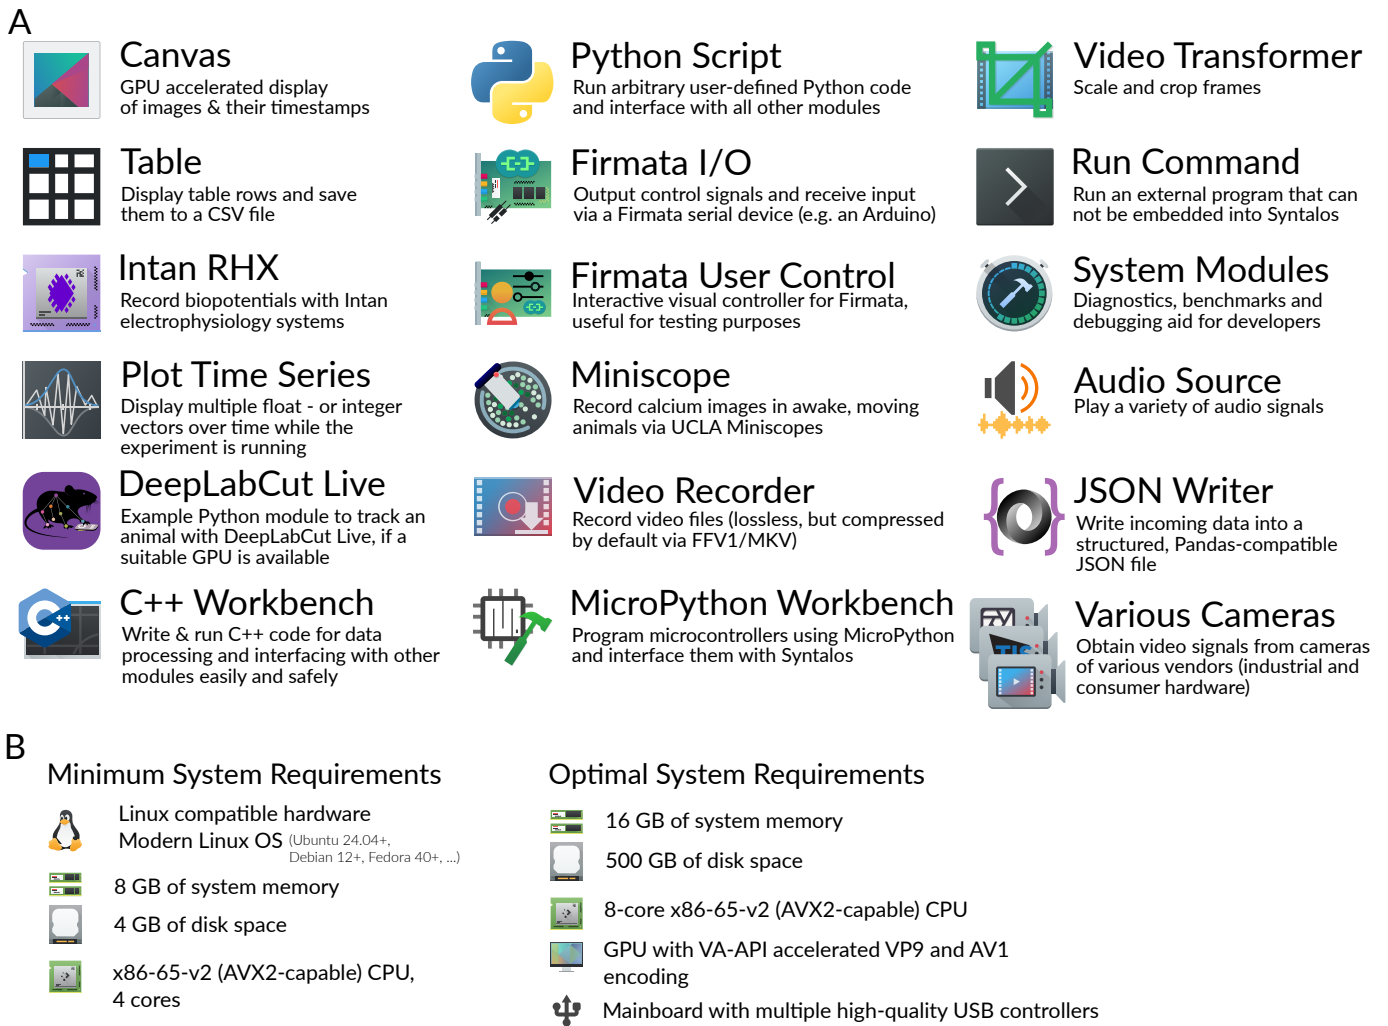 A
Canvas
GPU accelerated display
of images & their timestamps
Python Script
Run arbitrary user-defined Python code
and interface with all other modules
Video Transformer
Scale and crop frames
Table
Display table rows and save
them to a CSV file
Firmata I/O
Output control signals and receive input
via a Firmata serial device (e.g. an Arduino)
Run Command
Run an external program that can
not be embedded into Syntalos
Intan RHX
Record biopotentials with Intan
electrophysiology systems
Firmata User Control
Interactive visual controller for Firmata,
useful for testing purposes
System Modules
Diagnostics, benchmarks and
debugging aid for developers
Plot Time Series
Display multiple float - or integer
vectors over time while the
experiment is running
Miniscope
Record calcium images in awake, moving
animals via UCLA Miniscopes
Audio Source
Play a variety of audio signals
DeepLabCut Live
Example Python module to track an
animal with DeepLabCut Live, if a
suitable GPU is available
Video Recorder
Record video files (lossless, but compressed
by default via FFV1/MKV)
JSON Writer
Write incoming data into a
structured, Pandas-compatible
JSON file
C++
C++ Workbench
Write & run C++ code for data
processing and interfacing with other
modules easily and safely
MicroPython Workbench
Program microcontrollers using MicroPython
and interface them with Syntalos
Various Cameras
Obtain video signals from cameras
of various vendors (industrial and
consumer hardware)
B
Minimum System Requirements
Linux compatible hardware
Modern Linux OS (Ubuntu 24.04+,
Debian 12+, Fedora 40+, ...)
8 GB of system memory
4 GB of disk space
x86-65-v2 (AVX2-capable) CPU,
4 cores
Optimal System Requirements
16 GB of system memory
500 GB of disk space
8-core x86-65-v2 (AVX2-capable) CPU
GPU with VA-API accelerated VP9 and AV1
encoding
Mainboard with multiple high-quality USB controllers